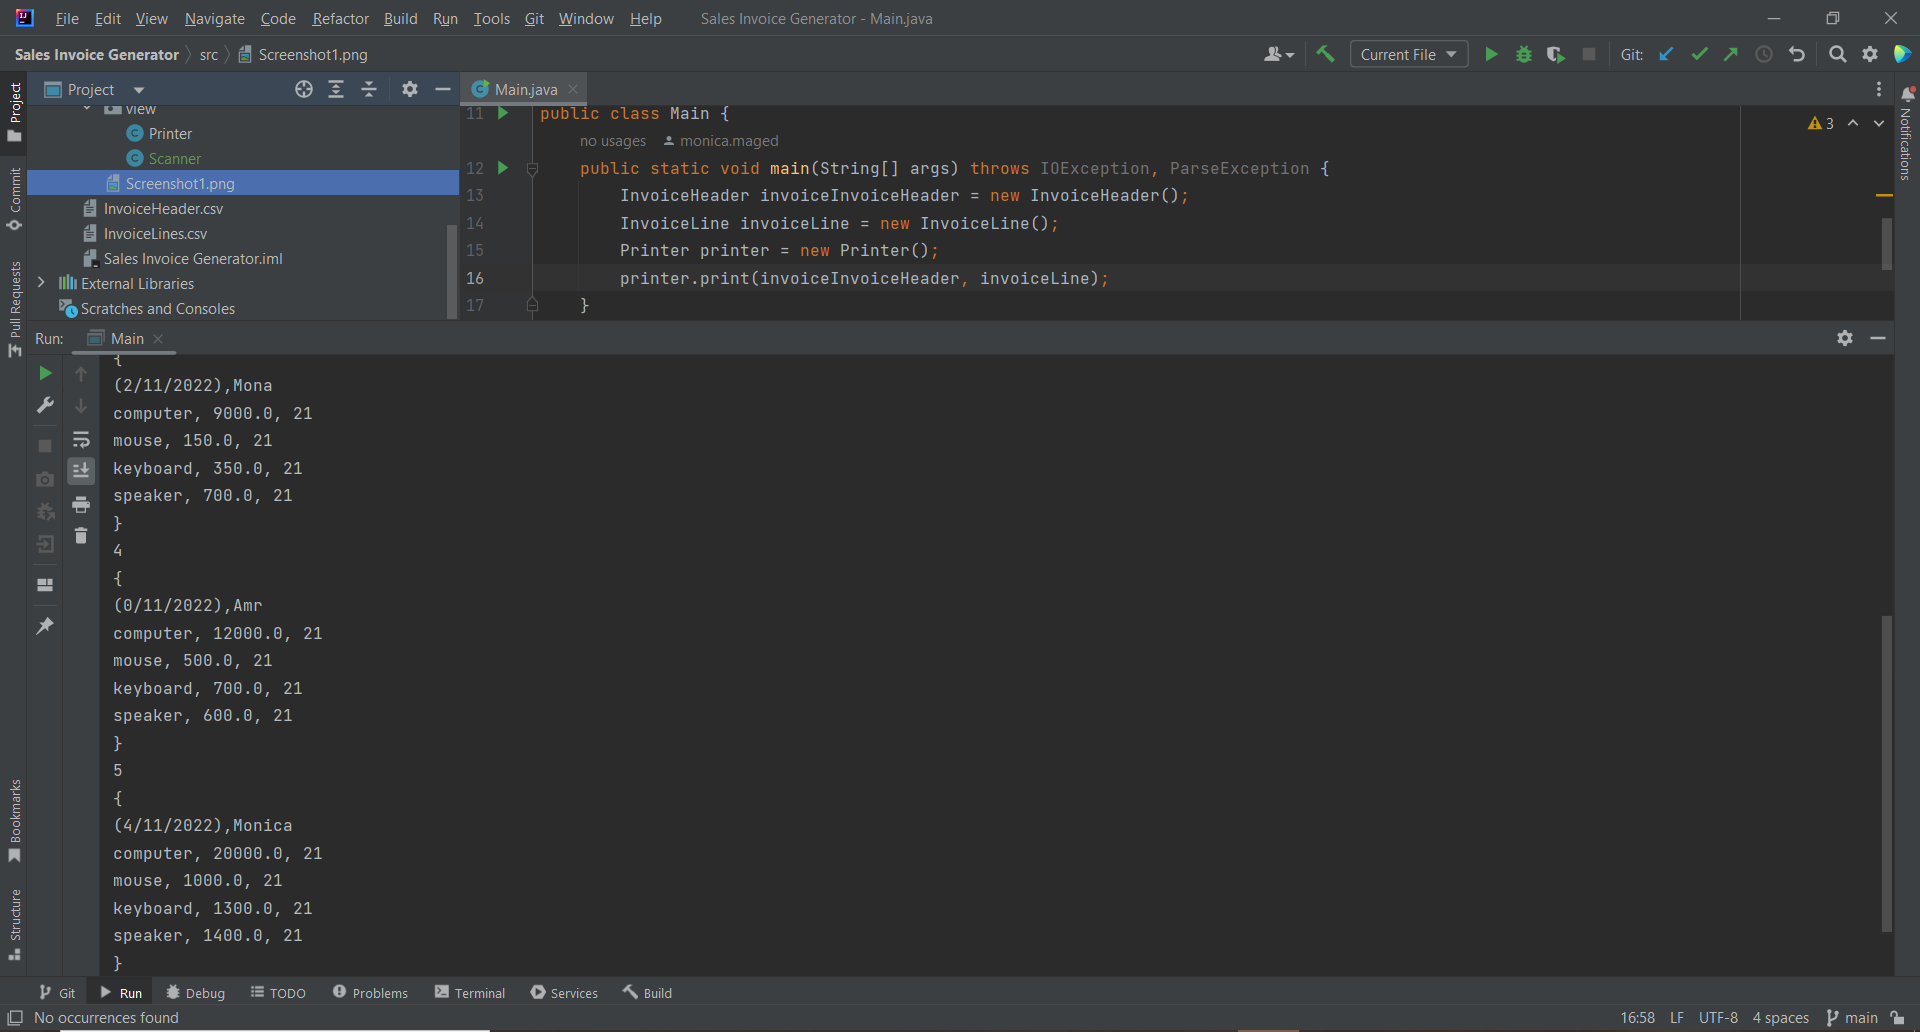 File Edit View Navigate Code Refactor Build Run Tools Git Window Help Sales Invoice Generator - Main.java
Sales Invoice Generator src Screenshot1.png Current File Git:
Project
Project
Commit
Pull Requests
Bookmarks
Structure
view
Printer
Scanner
Screenshot1.png
InvoiceHeader.csv
InvoiceLines.csv
Sales Invoice Generator.iml
External Libraries
Scratches and Consoles
Main.java
3
Notifications
11 public class Main {
no usages monica.maged
12 public static void main(String[] args) throws IOException, ParseException {
13 InvoiceHeader invoiceInvoiceHeader = new InvoiceHeader();
14 InvoiceLine invoiceLine = new InvoiceLine();
15 Printer printer = new Printer();
16 printer.print(invoiceInvoiceHeader, invoiceLine);
17 }
Run: Main
{
(2/11/2022),Mona
computer, 9000.0, 21
mouse, 150.0, 21
keyboard, 350.0, 21
speaker, 700.0, 21
}
4
{
(0/11/2022),Amr
computer, 12000.0, 21
mouse, 500.0, 21
keyboard, 700.0, 21
speaker, 600.0, 21
}
5
{
(4/11/2022),Monica
computer, 20000.0, 21
mouse, 1000.0, 21
keyboard, 1300.0, 21
speaker, 1400.0, 21
}
Git Run Debug TODO Problems Terminal Services Build
No occurrences found 16:58 LF UTF-8 4 spaces main